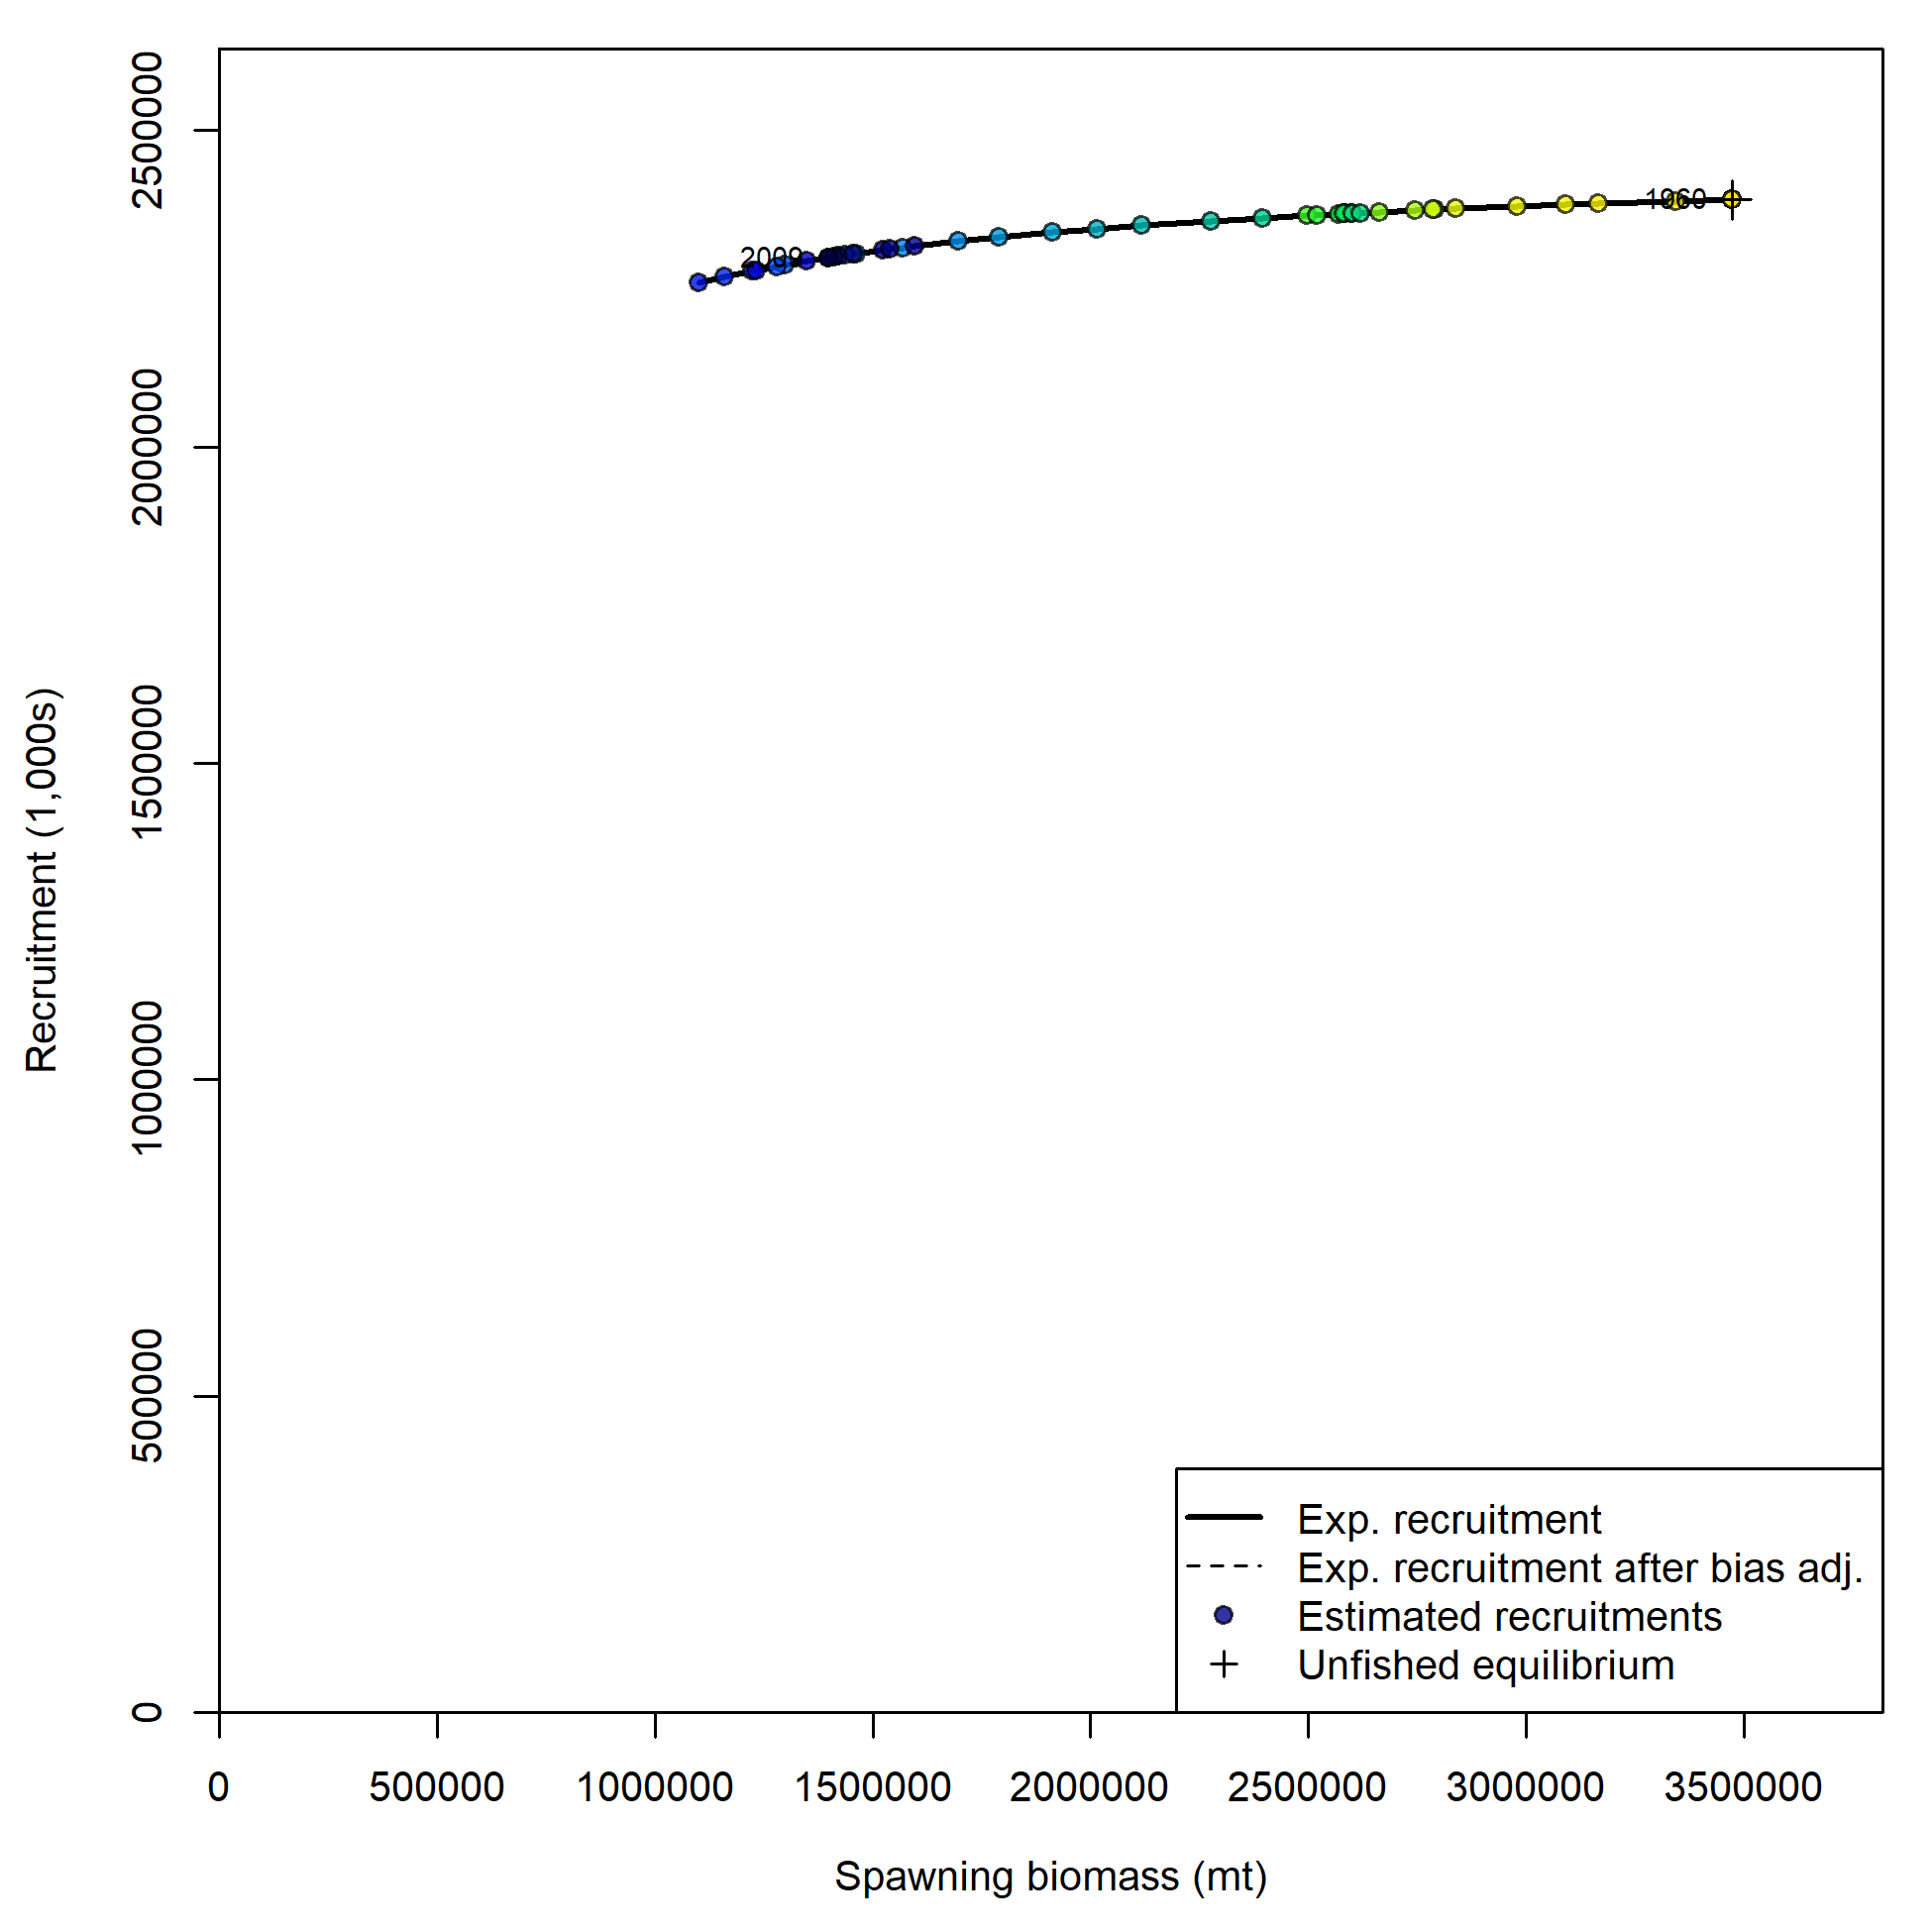 Recruitment (1,000s)
2500000
2000000
1500000
1000000
500000
0
1960
2009
Exp. recruitment
Exp. recruitment after bias adj.
Estimated recruitments
Unfished equilibrium
0 500000 1000000 1500000 2000000 2500000 3000000 3500000
Spawning biomass (mt)